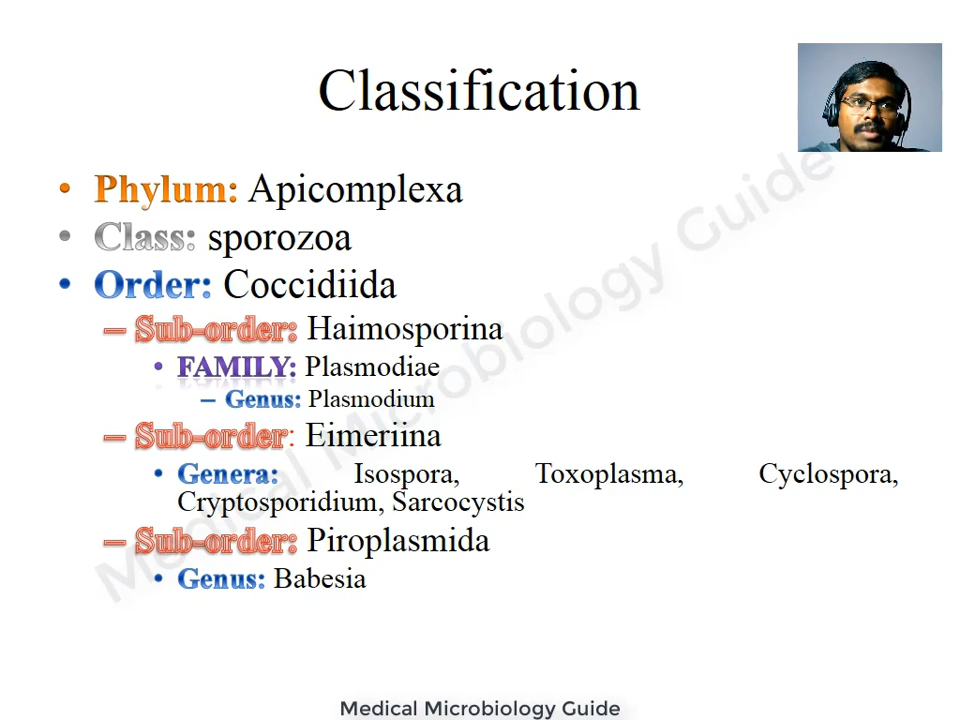 Classification
• Phylum: Apicomplexa
• Class: sporozoa
• Order: Coccidiida
– Sub-order: Haimosporina
• FAMILY: Plasmodiae
– Genus: Plasmodium
– Sub-order: Eimeriina
• Genera: Isospora, Toxoplasma, Cyclospora,
Cryptosporidium, Sarcocystis
– Sub-order: Piroplasmida
• Genus: Babesia
Medical Microbiology Guide
Medical Microbiology Guide